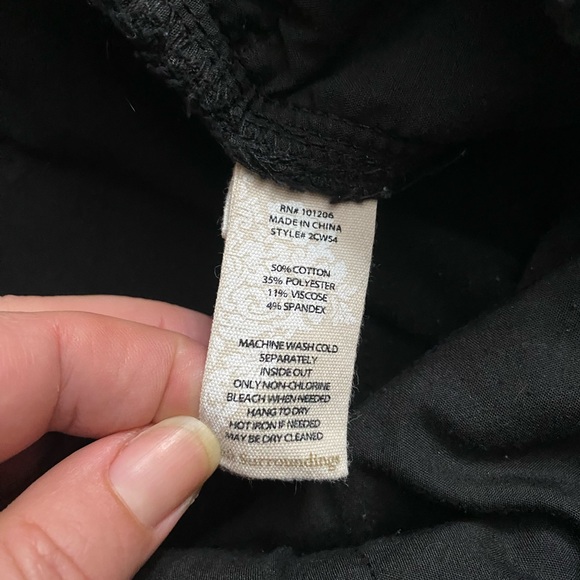 RN# 101206
MADE IN CHINA
STYLE# 2CW54
50% COTTON
35% POLYESTER
11% VISCOSE
4% SPANDEX
MACHINE WASH COLD
SEPARATELY
INSIDE OUT
ONLY NON-CHLORINE
BLEACH WHEN NEEDED
HANG TO DRY
HOT IRON IF NEEDED
MAY BE DRY CLEANED
Surroundings